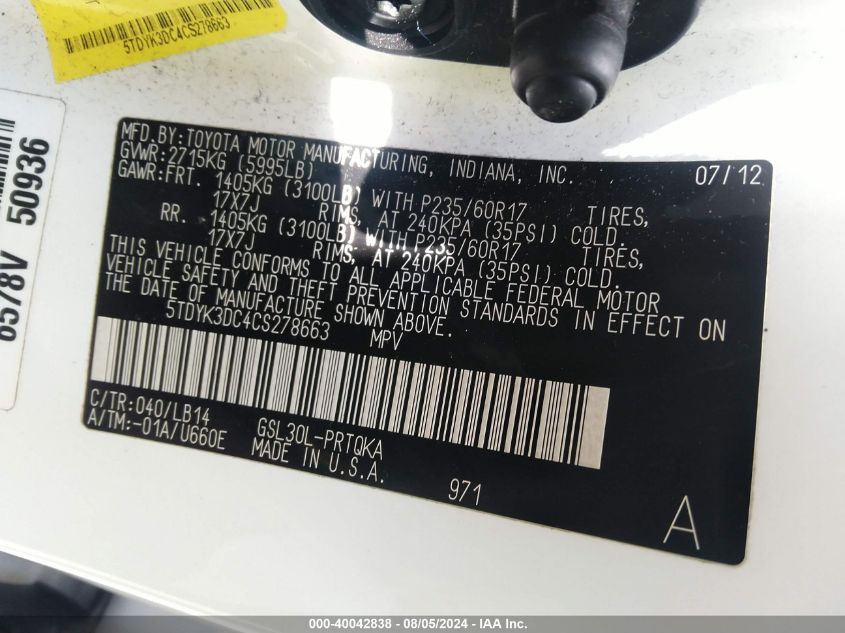 5TDYK3DC4CS278663
6578V 50936
MFD.BY:TOYOTA MOTOR MANUFACTURING, INDIANA, INC. 07/12
GVWR:2715KG (5995LB)
GAWR:FRT. 1405KG (3100LB) WITH P235/60R17 TIRES,
17X7J RIMS, AT 240KPA (35PSI) COLD.
RR. 1405KG (3100LB) WITH P235/60R17 TIRES,
17X7J RIMS, AT 240KPA (35PSI) COLD.
THIS VEHICLE CONFORMS TO ALL APPLICABLE FEDERAL MOTOR
VEHICLE SAFETY AND THEFT PREVENTION STANDARDS IN EFFECT ON
THE DATE OF MANUFACTURE SHOWN ABOVE.
5TDYK3DC4CS278663 MPV
C/TR:040/LB14
A/TM:-01A/U660E
GSL30L-PRTQKA
MADE IN U.S.A.
971
A
000-40042838 - 08/05/2024 - IAA Inc.